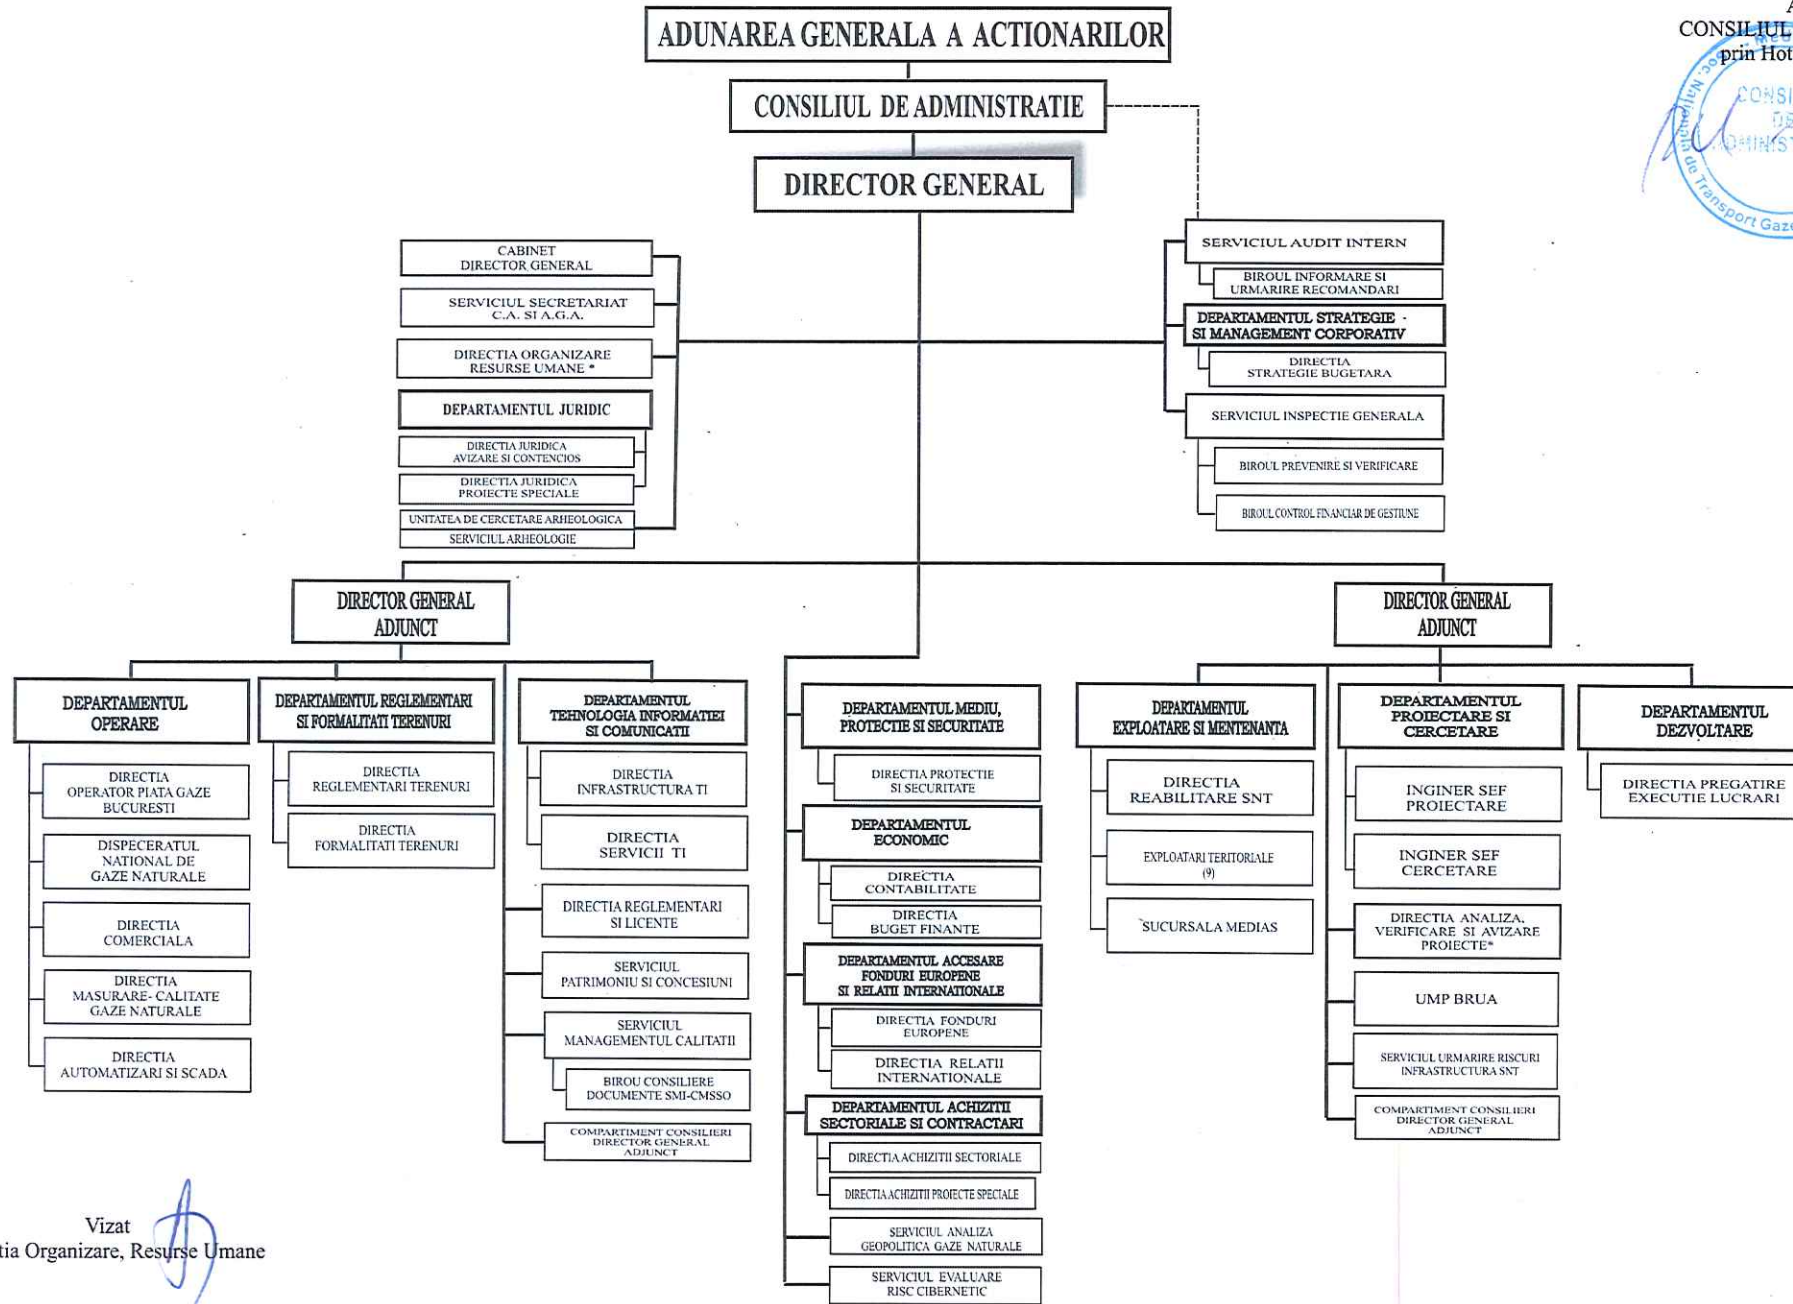 ADUNAREA GENERALA A ACTIONARILOR
CONSILIUL
prin Hot
CONSILIUL DE ADMINISTRATIE
DIRECTOR GENERAL
CABINET
DIRECTOR GENERAL
SERVICIUL SECRETARIAT
C.A. SI A.G.A.
DIRECTIA ORGANIZARE
RESURSE UMANE *
DEPARTAMENTUL JURIDIC
DIRECTIA JURIDICA
AVIZARE SI CONTENCIOS
DIRECTIA JURIDICA
PROIECTE SPECIALE
UNITATEA DE CERCETARE ARHEOLOGICA
SERVICIUL ARHEOLOGIE
SERVICIUL AUDIT INTERN
BIROUL INFORMARE SI
URMARIRE RECOMANDARI
DEPARTAMENTUL STRATEGIE -
SI MANAGEMENT CORPORATIV
DIRECTIA
STRATEGIE BUGETARA
SERVICIUL INSPECTIE GENERALA
BIROUL PREVENIRE SI VERIFICARE
BIROUL CONTROL FINANCIAR DE GESTIUNE
DIRECTOR GENERAL
ADJUNCT
DIRECTOR GENERAL
ADJUNCT
DEPARTAMENTUL
OPERARE
DIRECTIA
OPERATOR PIATA GAZE
BUCURESTI
DISPECERATUL
NATIONAL DE
GAZE NATURALE
DIRECTIA
COMERCIALA
DIRECTIA
MASURARE- CALITATE
GAZE NATURALE
DIRECTIA
AUTOMATIZARI SI SCADA
DEPARTAMENTUL REGLEMENTARI
SI FORMALITATI TERENURI
DIRECTIA
REGLEMENTARI TERENURI
DIRECTIA
FORMALITATI TERENURI
DEPARTAMENTUL
TEHNOLOGIA INFORMATIEI
SI COMUNICATII
DIRECTIA
INFRASTRUCTURA TI
DIRECTIA
SERVICII TI
DIRECTIA REGLEMENTARI
SI LICENTE
SERVICIUL
PATRIMONIU SI CONCESIUNI
SERVICIUL
MANAGEMENTUL CALITATII
BIROU CONSILIERE
DOCUMENTE SMI-CMSSO
COMPARTIMENT CONSILIERI
DIRECTOR GENERAL
ADJUNCT
DEPARTAMENTUL MEDIU,
PROTECTIE SI SECURITATE
DIRECTIA PROTECTIE
SI SECURITATE
DEPARTAMENTUL
ECONOMIC
DIRECTIA
CONTABILITATE
DIRECTIA
BUGET FINANTE
DEPARTAMENTUL ACCESARE
FONDURI EUROPENE
SI RELATII INTERNATIONALE
DIRECTIA FONDURI
EUROPENE
DIRECTIA RELATII
INTERNATIONALE
DEPARTAMENTUL ACHIZITII
SECTORIALE SI CONTRACTARI
DIRECTIA ACHIZITII SECTORIALE
DIRECTIA ACHIZITII PROIECTE SPECIALE
SERVICIUL ANALIZA
GEOPOLITICA GAZE NATURALE
SERVICIUL EVALUARE
RISC CIBERNETIC
DEPARTAMENTUL
EXPLOATARE SI MENTENANTA
DIRECTIA
REABILITARE SNT
EXPLOATARI TERITORIALE
(9)
SUCURSALA MEDIAS
DEPARTAMENTUL
PROIECTARE SI
CERCETARE
INGINER SEF
PROIECTARE
INGINER SEF
CERCETARE
DIRECTIA ANALIZA,
VERIFICARE SI AVIZARE
PROIECTE*
UMP BRUA
SERVICIUL URMARIRE RISCURI
INFRASTRUCTURA SNT
COMPARTIMENT CONSILIERI
DIRECTOR GENERAL
ADJUNCT
DEPARTAMENTUL
DEZVOLTARE
DIRECTIA PREGATIRE
EXECUTIE LUCRARI
Vizat
tia Organizare, Resurse Umane